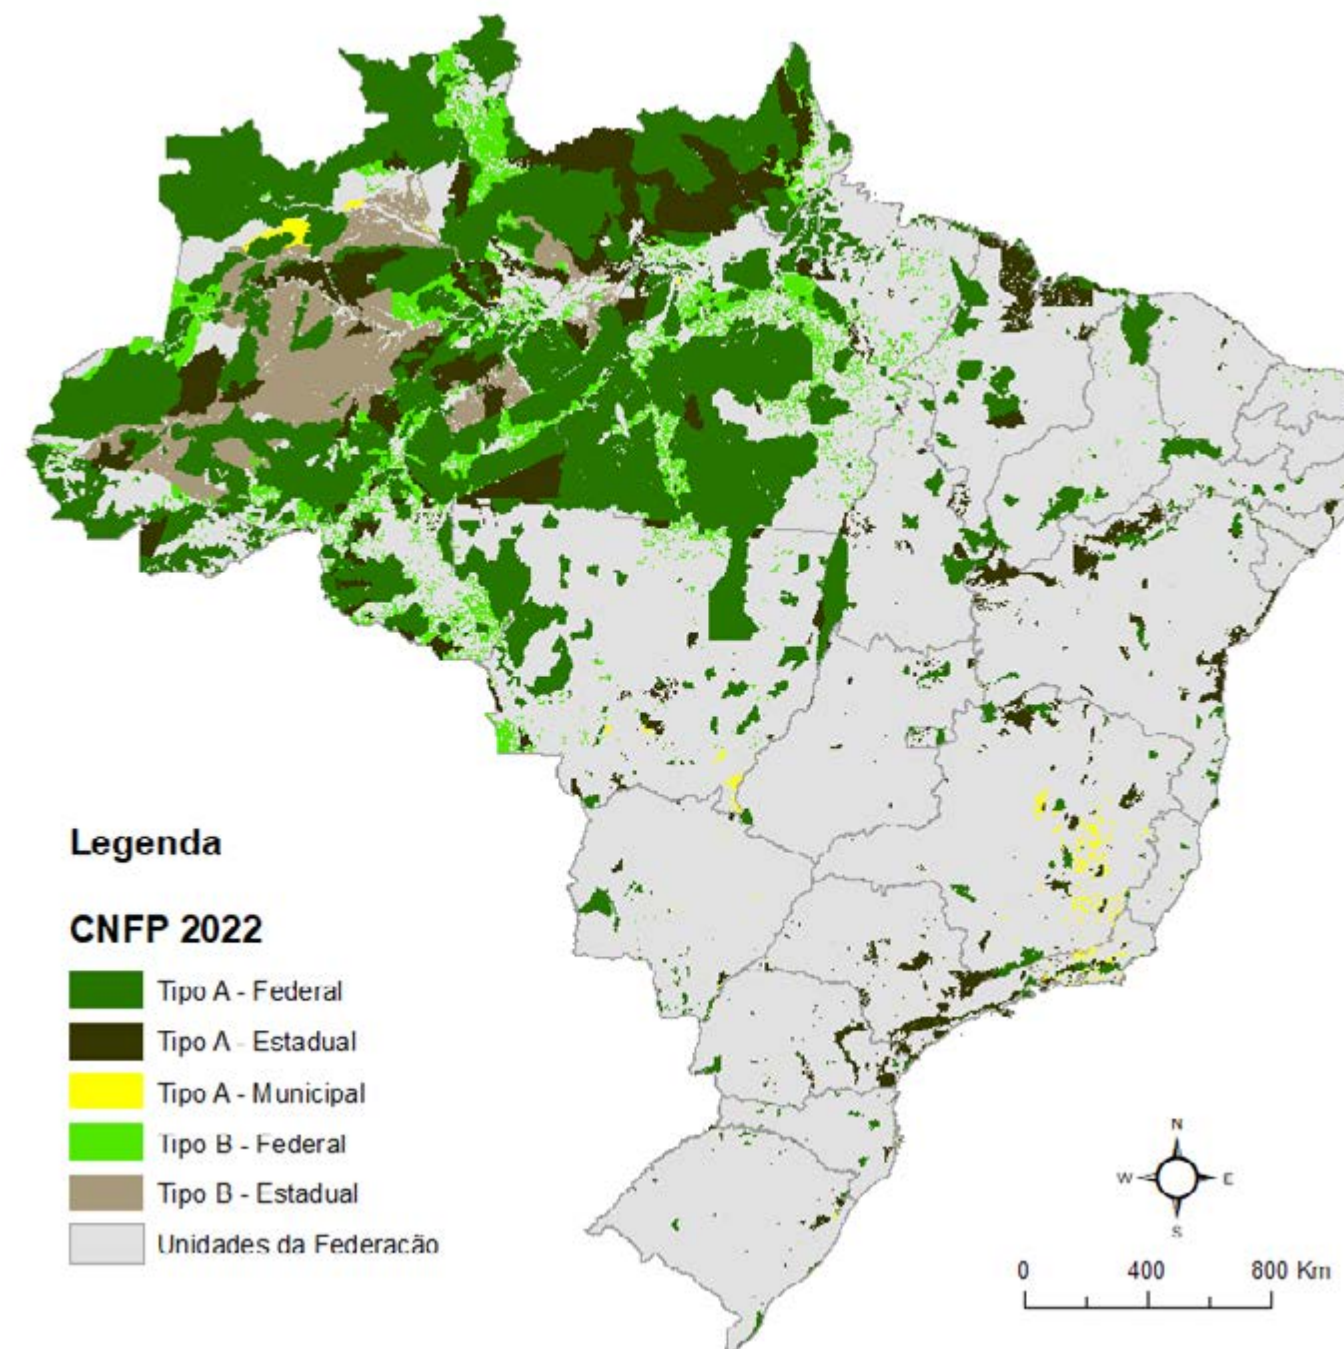 Legenda
CNFP 2022
Tipo A - Federal
Tipo A - Estadual
Tipo A - Municipal
Tipo B - Federal
Tipo B - Estadual
Unidades da Federacão
N
W E
S
0 400 800 Km